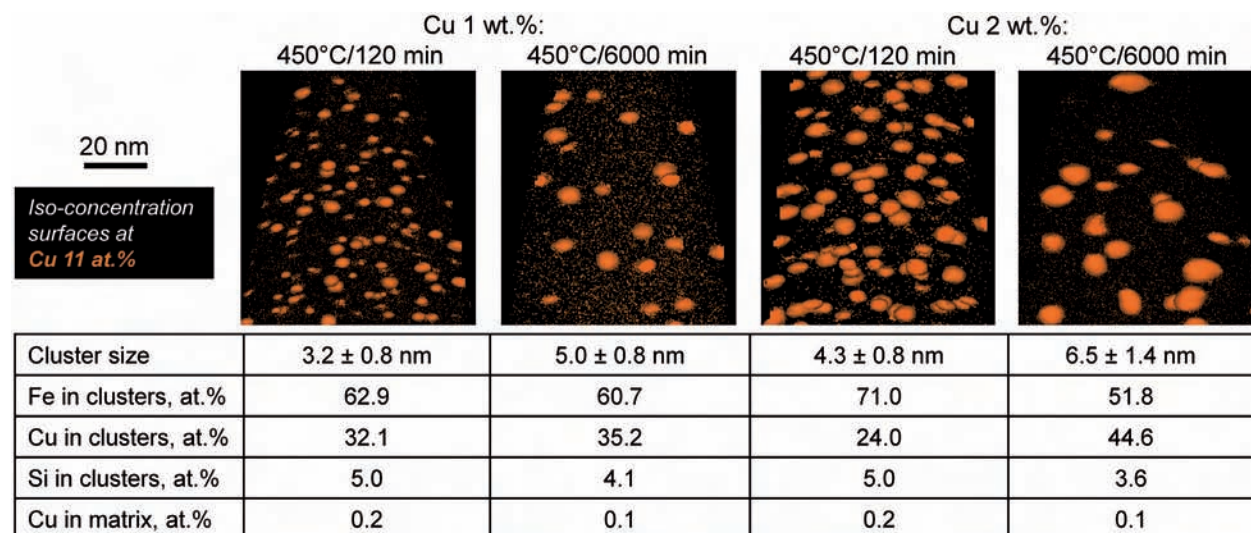 Cu 1 wt.%:
450°C/120 min
450°C/6000 min
Cu 2 wt.%:
450°C/120 min
450°C/6000 min
20 nm
Iso-concentration
surfaces at
Cu 11 at.%
Cluster size 3.2 ± 0.8 nm 5.0 ± 0.8 nm 4.3 ± 0.8 nm 6.5 ± 1.4 nm
Fe in clusters, at.% 62.9 60.7 71.0 51.8
Cu in clusters, at.% 32.1 35.2 24.0 44.6
Si in clusters, at.% 5.0 4.1 5.0 3.6
Cu in matrix, at.% 0.2 0.1 0.2 0.1